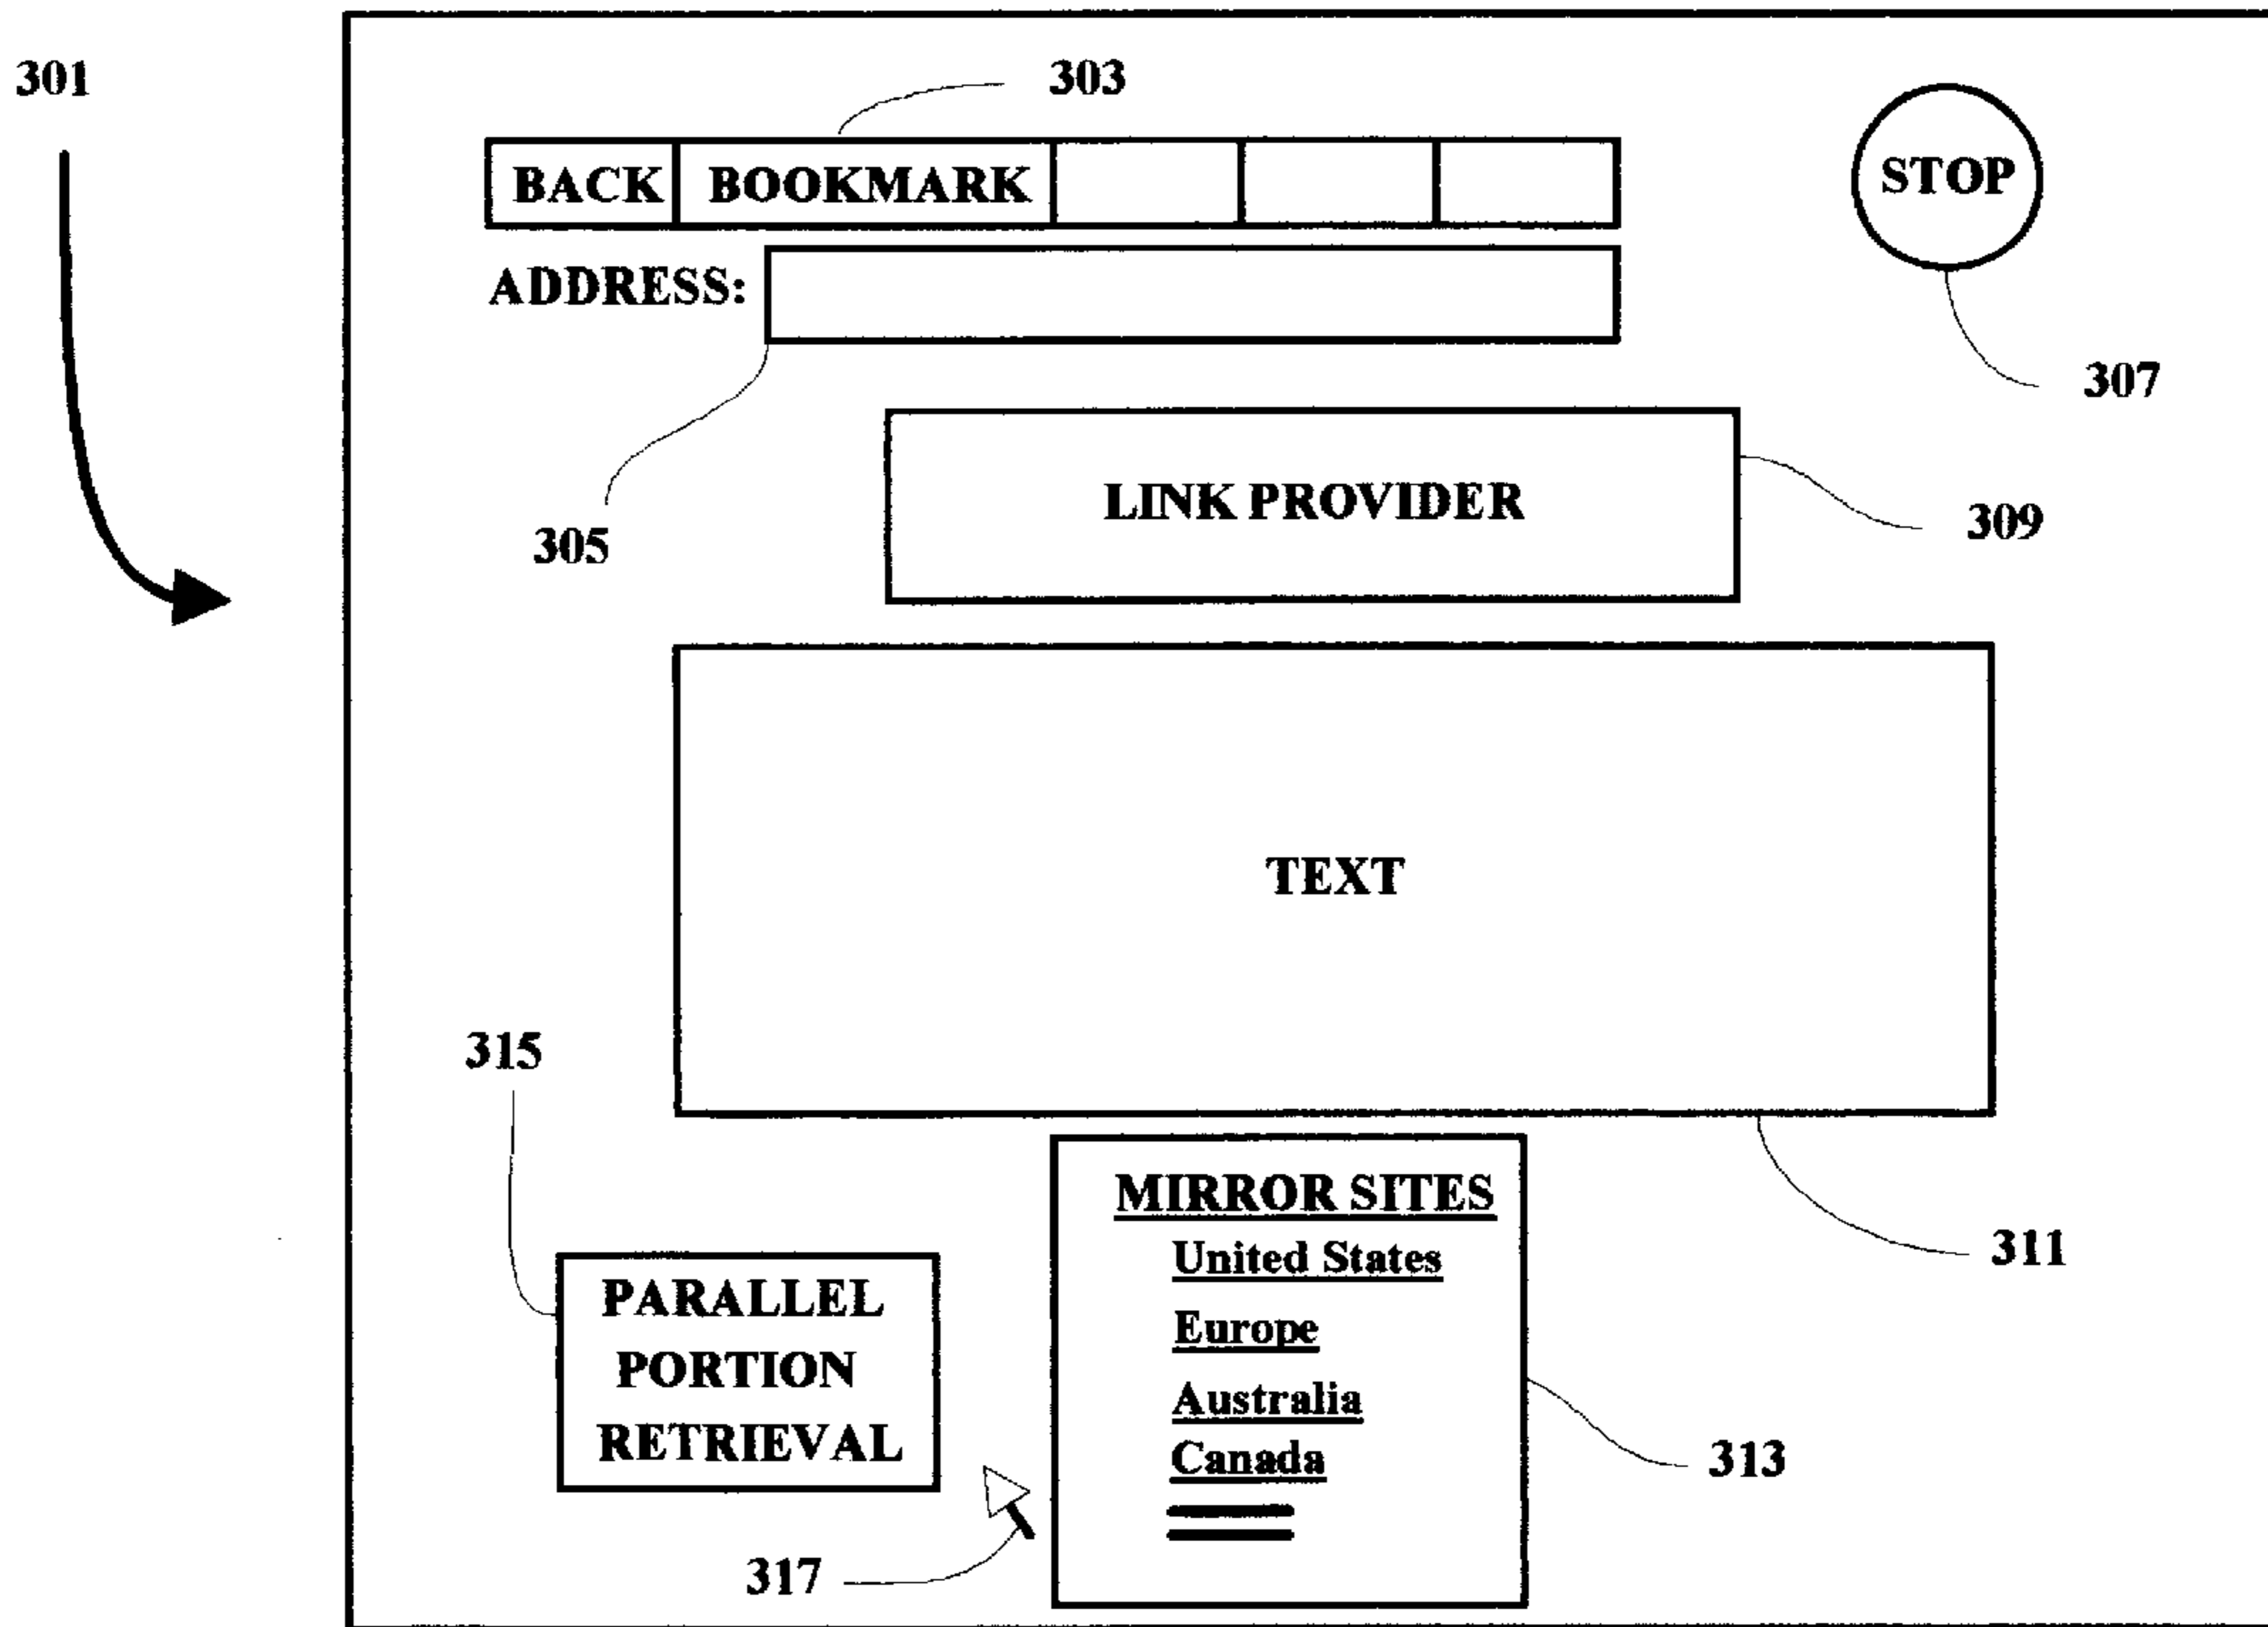 301
303
BACK BOOKMARK
STOP
ADDRESS:
307
LINK PROVIDER
309
305
TEXT
315
MIRROR SITES
United States
311
PARALLEL
PORTION
RETRIEVAL
Europe
Australia
Canada
313
317